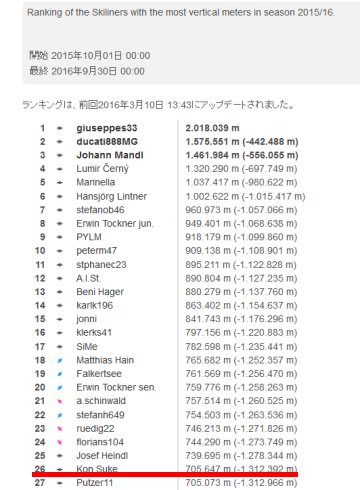 Ranking of the Skiliners with the most vertical meters in season 2015/16.
開始 2015年10月01日 00:00
最終 2016年9月30日 00:00
ランキングは、前回2016年3月10日 13:43にアップデートされました。
1 giuseppes33 2.018.039 m
2 ducati888MG 1.575.551 m (-442.488 m)
3 Johann Mandl 1.461.984 m (-556.055 m)
4 Lumír Černý 1.320.290 m (-697.749 m)
5 Marinella 1.037.417 m (-980.622 m)
6 Hansjörg Lintner 1.002.622 m (-1.015.417 m)
7 stefanob46 960.973 m (-1.057.066 m)
8 Erwin Tockner jun. 949.401 m (-1.068.638 m)
9 PYLM 918.179 m (-1.099.860 m)
10 peterm47 909.138 m (-1.108.901 m)
11 stphanec23 895.211 m (-1.122.828 m)
12 A.I.St. 890.804 m (-1.127.235 m)
13 Beni Hager 880.279 m (-1.137.760 m)
14 karlk196 863.402 m (-1.154.637 m)
15 jonni 841.743 m (-1.176.296 m)
16 klerks41 797.156 m (-1.220.883 m)
17 SiMe 782.598 m (-1.235.441 m)
18 Matthias Hain 765.682 m (-1.252.357 m)
19 Falkertsee 761.569 m (-1.256.470 m)
20 Erwin Tockner sen. 759.776 m (-1.258.263 m)
21 a.schinwald 757.514 m (-1.260.525 m)
22 stefanh649 754.503 m (-1.263.536 m)
23 ruedig22 746.213 m (-1.271.826 m)
24 florians104 744.290 m (-1.273.749 m)
25 Josef Heindl 739.695 m (-1.278.344 m)
26 Kon Suke 705.647 m (-1.312.392 m)
27 Putzer11 705.073 m (-1.312.966 m)